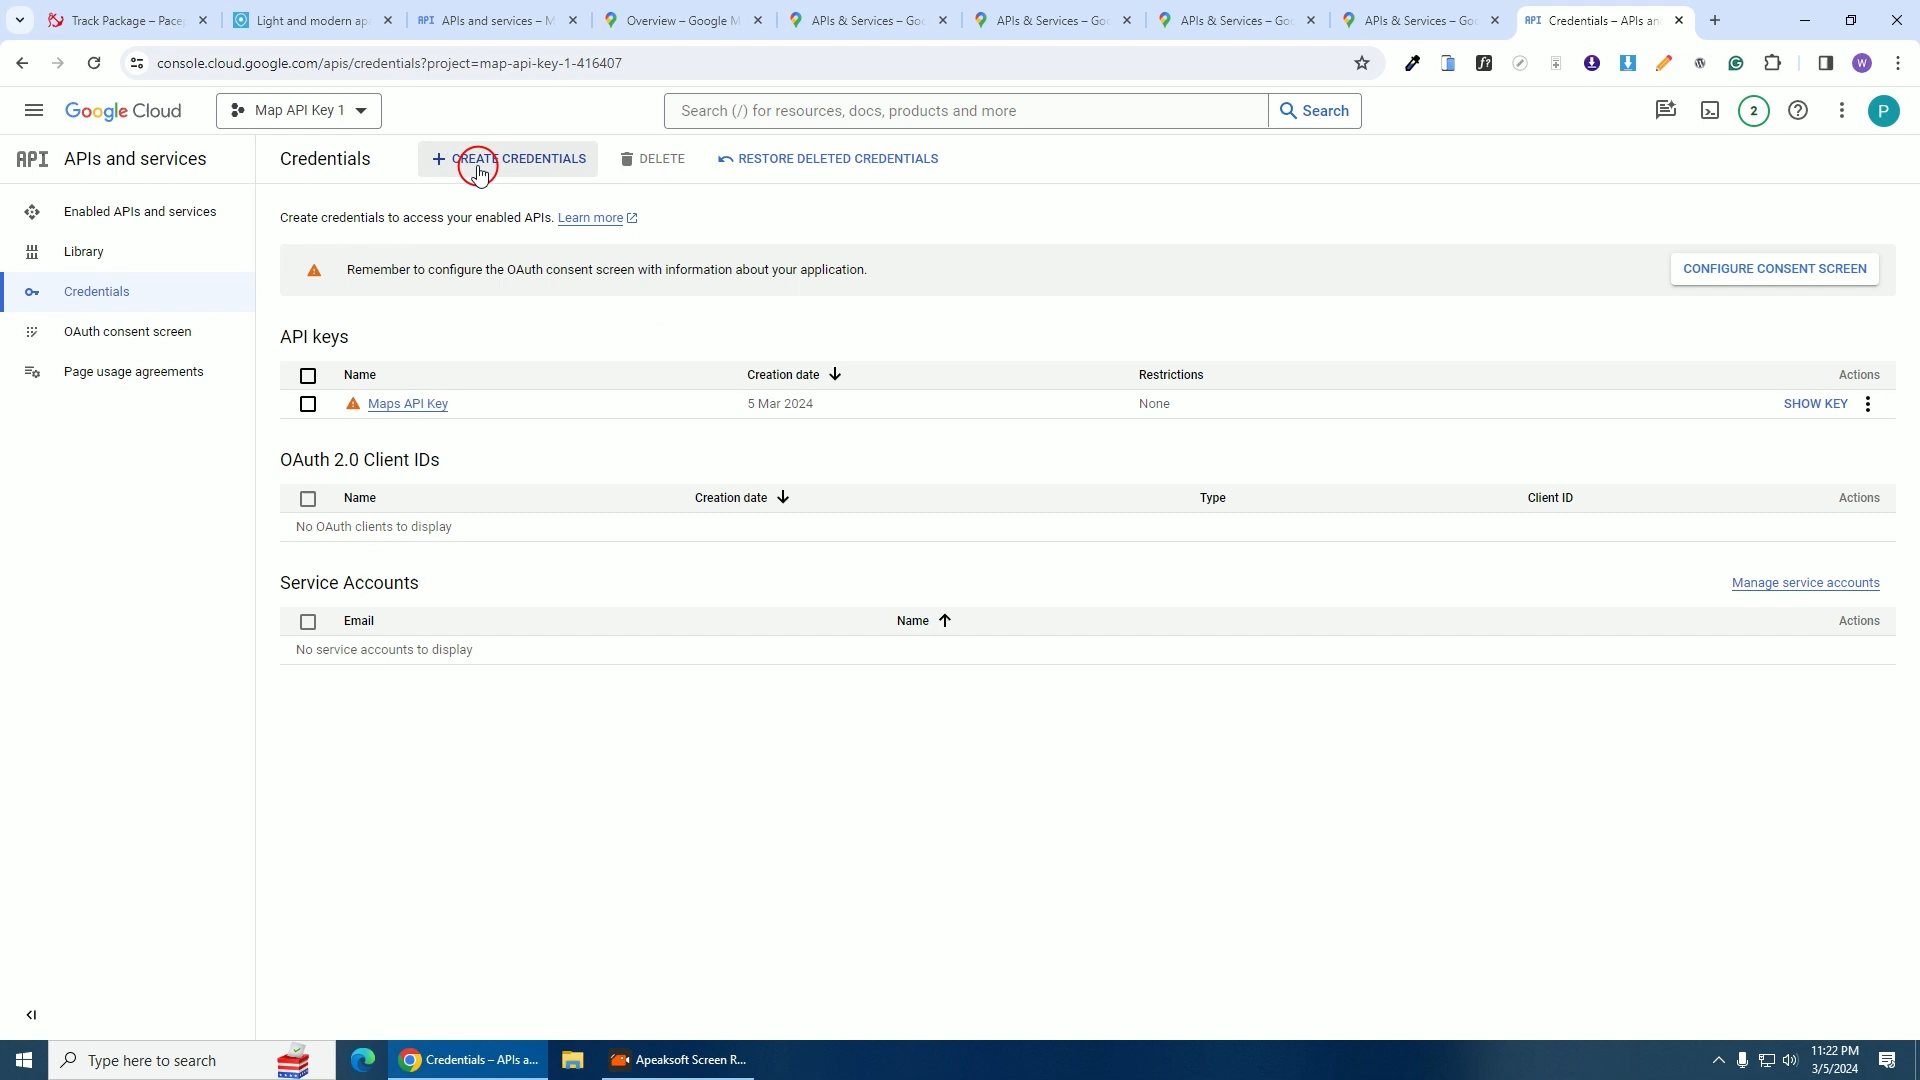 Track Package – Pace
Light and modern ap
API APIs and services – M
Overview – Google M
APIs & Services – Goo
APIs & Services – Goo
APIs & Services – Goo
APIs & Services – Goo
API Credentials – APIs an
console.cloud.google.com/apis/credentials?project=map-api-key-1-416407
W
Google Cloud
Map API Key 1
Search (/) for resources, docs, products and more
Search
2
P
API APIs and services
Credentials
+ CREATE CREDENTIALS
DELETE
RESTORE DELETED CREDENTIALS
Enabled APIs and services
Library
Credentials
OAuth consent screen
Page usage agreements
Create credentials to access your enabled APIs. Learn more
Remember to configure the OAuth consent screen with information about your application.
CONFIGURE CONSENT SCREEN
API keys
Name Creation date Restrictions Actions
Maps API Key 5 Mar 2024 None SHOW KEY
OAuth 2.0 Client IDs
Name Creation date Type Client ID Actions
No OAuth clients to display
Service Accounts
Manage service accounts
Email Name Actions
No service accounts to display
Type here to search
Credentials – APIs a...
Apeaksoft Screen R...
11:22 PM
3/5/2024